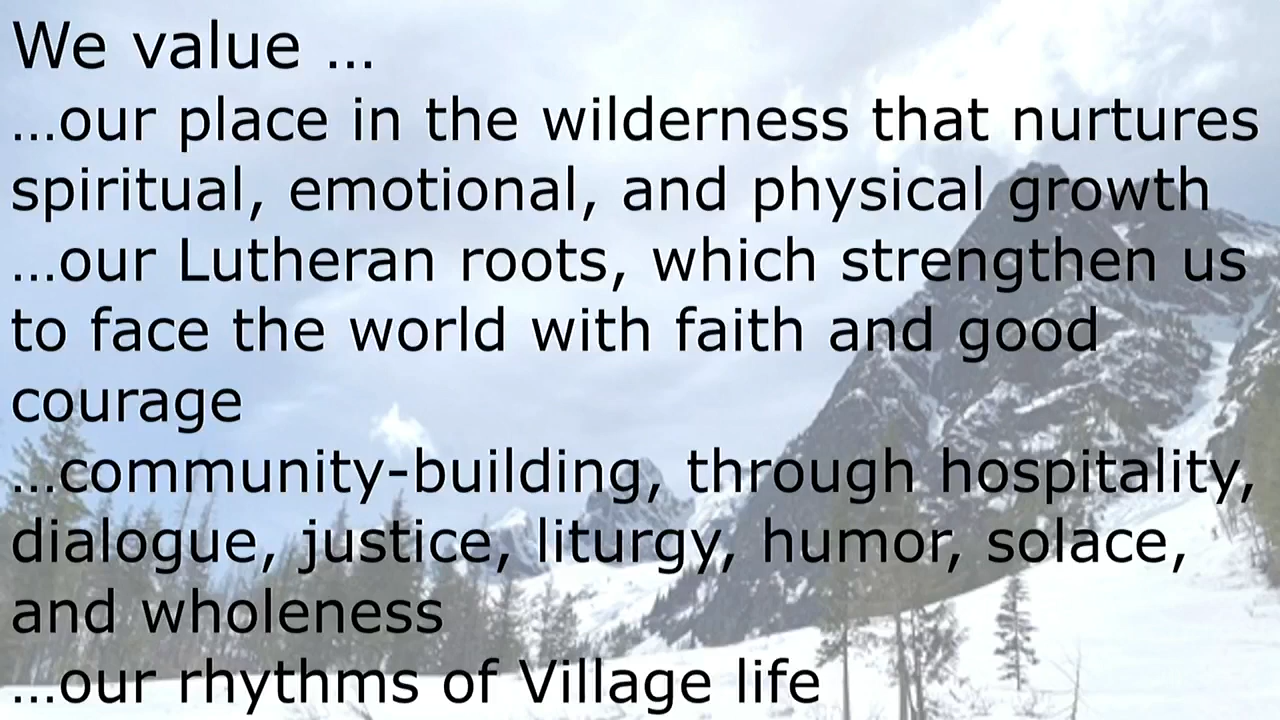 We value …
…our place in the wilderness that nurtures
spiritual, emotional, and physical growth
…our Lutheran roots, which strengthen us
to face the world with faith and good
courage
…community-building, through hospitality,
dialogue, justice, liturgy, humor, solace,
and wholeness
…our rhythms of Village life